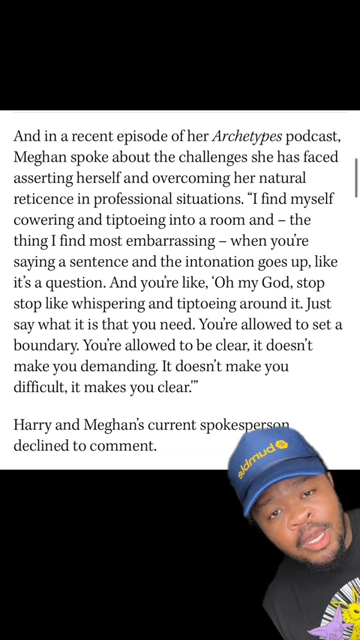 And in a recent episode of her Archetypes podcast,
Meghan spoke about the challenges she has faced
asserting herself and overcoming her natural
reticence in professional situations. “I find myself
cowering and tiptoeing into a room and – the
thing I find most embarrassing – when you’re
saying a sentence and the intonation goes up, like
it’s a question. And you’re like, ‘Oh my God, stop
stop like whispering and tiptoeing around it. Just
say what it is that you need. You’re allowed to set a
boundary. You’re allowed to be clear, it doesn’t
make you demanding. It doesn’t make you
difficult, it makes you clear.’”
Harry and Meghan’s current spokesperson
declined to comment.
bumble